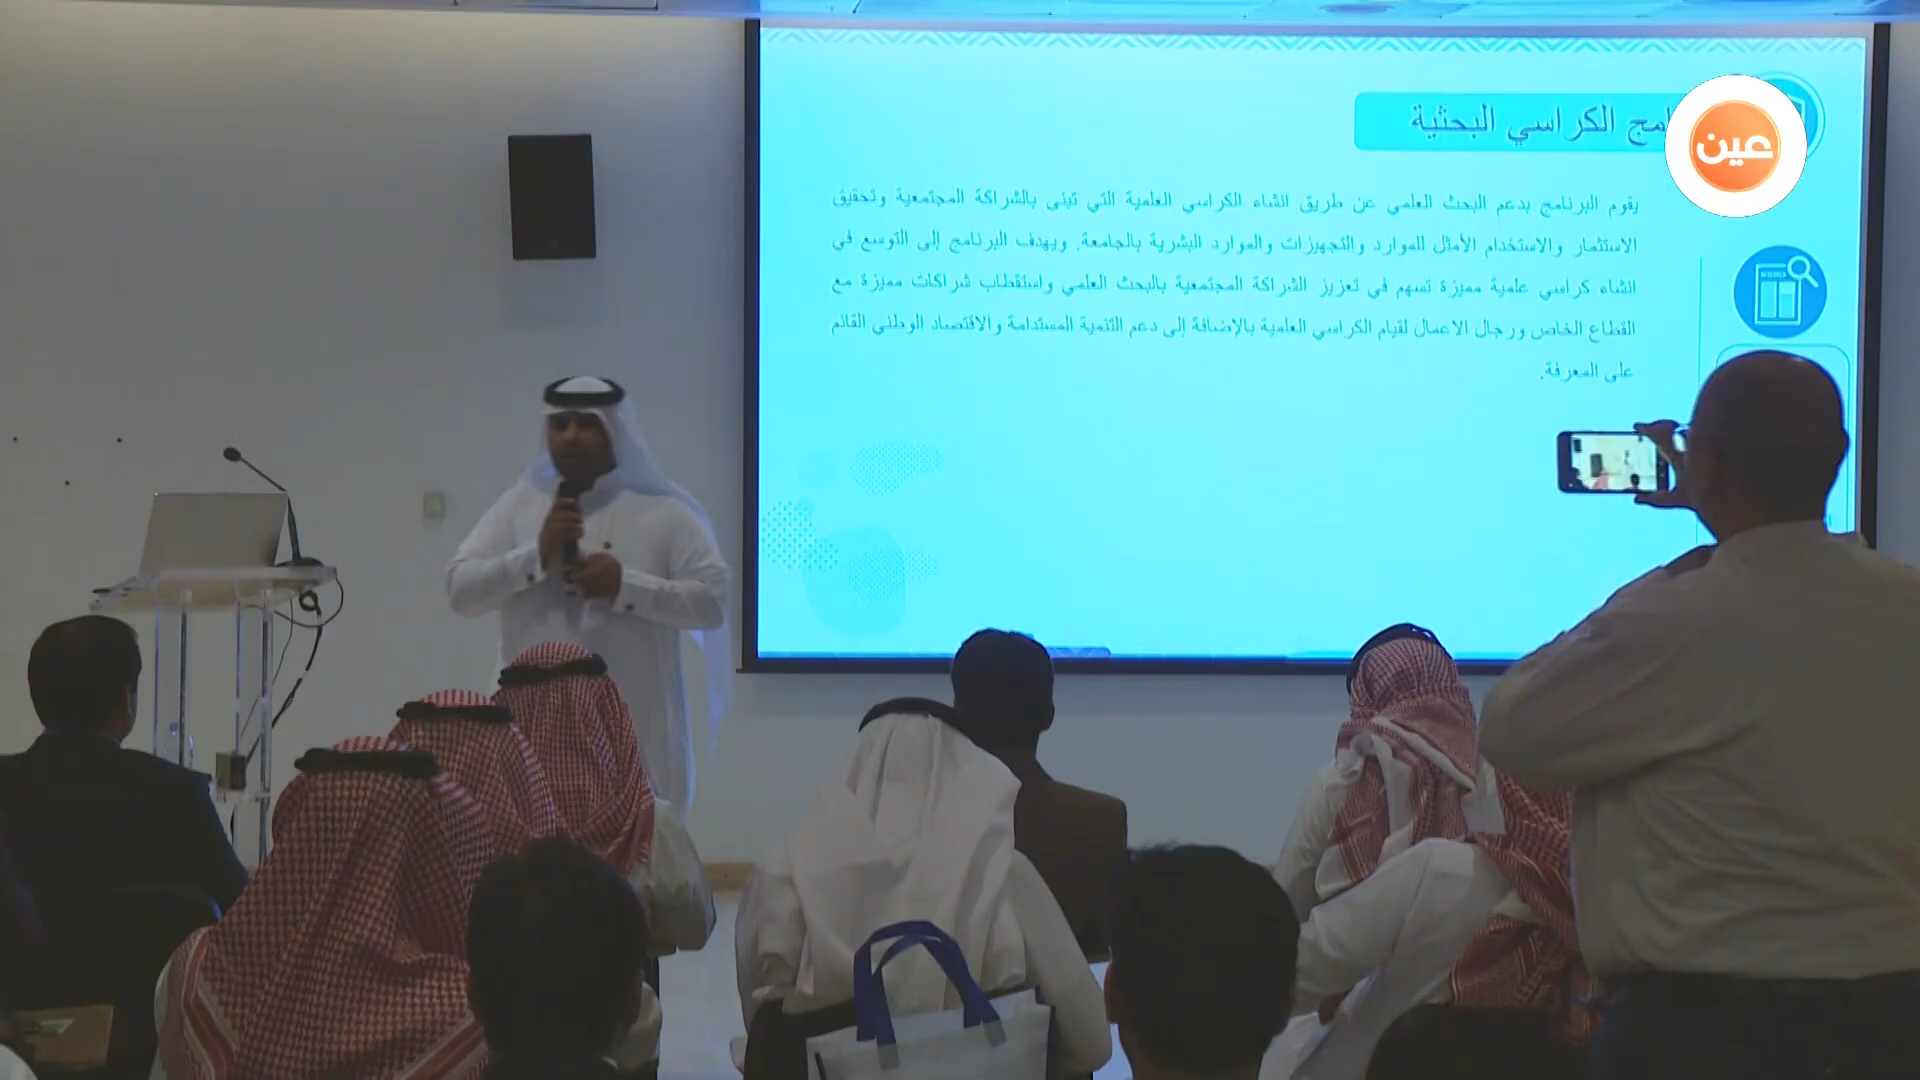 الكراسي البحثية
عين
يقوم البرنامج بدعم البحث العلمي عن طريق انشاء الكراسي العلمية التي تبنى بالشراكة المجتمعية وتحقيق
الاستثمار والاستخدام الأمثل للموارد والتجهيزات والموارد البشرية بالجامعة. ويهدف البرنامج إلى التوسع في
انشاء كراسي علمية مميزة تسهم في تعزيز الشراكة المجتمعية بالبحث العلمي واستقطاب شراكات مميزة مع
القطاع الخاص ورجال الاعمال لقيام الكراسي العلمية بالإضافة إلى دعم التنمية المستدامة والاقتصاد الوطني القائم
على المعرفة.